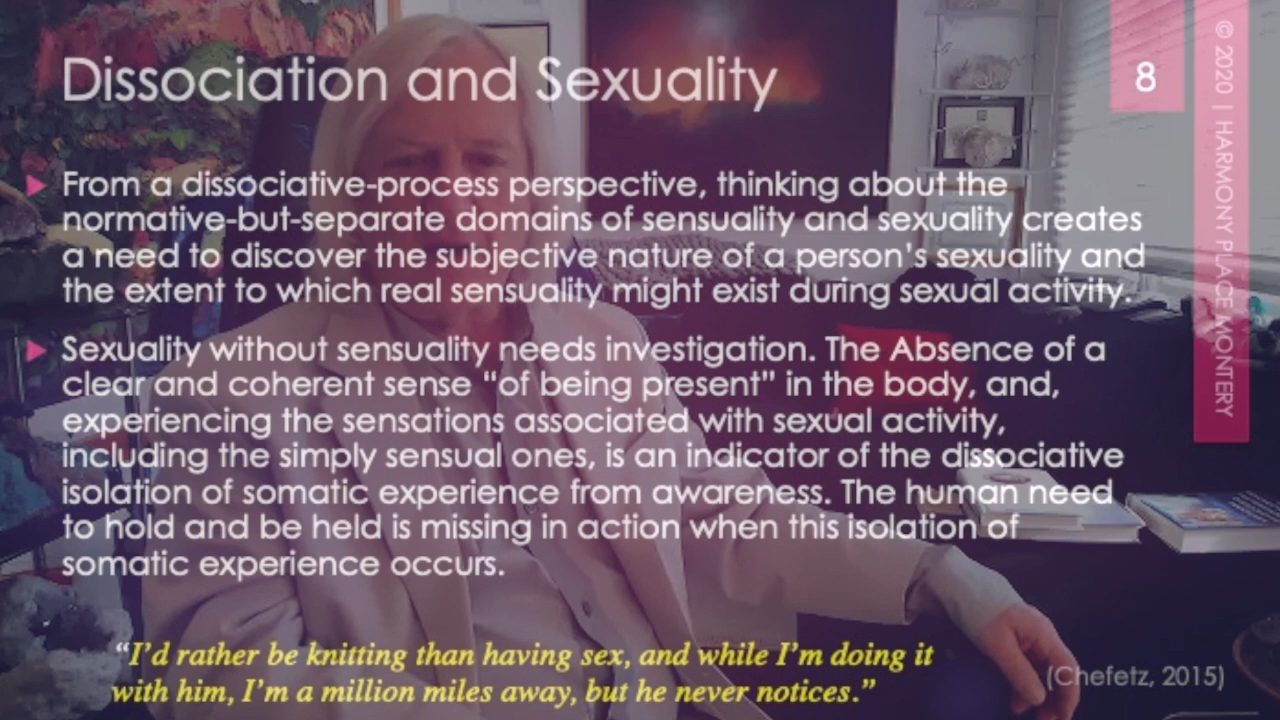 Dissociation and Sexuality
8
© 2020 | HARMONY PLACE MONTERY
From a dissociative-process perspective, thinking about the
normative-but-separate domains of sensuality and sexuality creates
a need to discover the subjective nature of a person's sexuality and
the extent to which real sensuality might exist during sexual activity.
Sexuality without sensuality needs investigation. The Absence of a
clear and coherent sense “of being present” in the body, and,
experiencing the sensations associated with sexual activity,
including the simply sensual ones, is an indicator of the dissociative
isolation of somatic experience from awareness. The human need
to hold and be held is missing in action when this isolation of
somatic experience occurs.
“I’d rather be knitting than having sex, and while I’m doing it
with him, I’m a million miles away, but he never notices.”
(Chefetz, 2015)